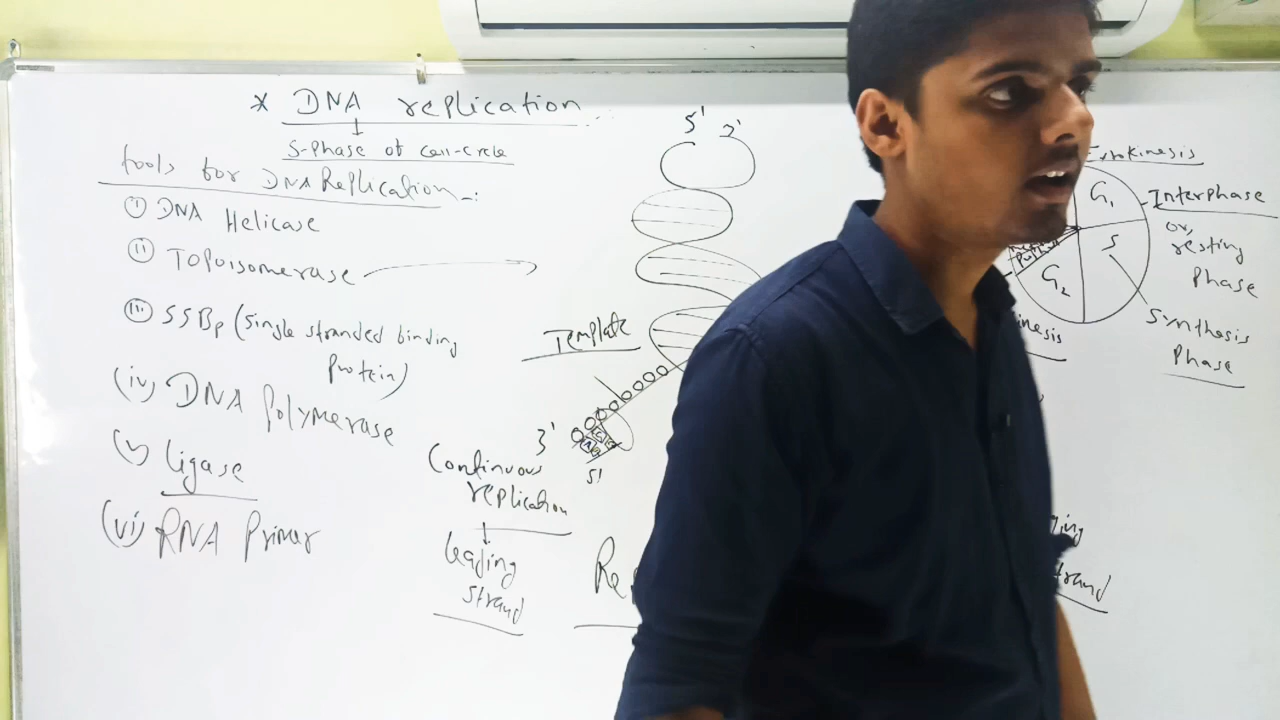 * DNA replication
S-Phase of cell-cycle
tools for DNA Replication
(i) DNA Helicase
(ii) Topoisomerase
(iii) SSBp (Single stranded binding
Protein)
(iv) DNA Polymerase
(v) ligase
(vi) RNA Primer
5' 3'
Template
3'
5'
Continuous
replication
leading
strand
G1
S
G2
Interphase
or,
resting
Phase
Synthesis
Phase